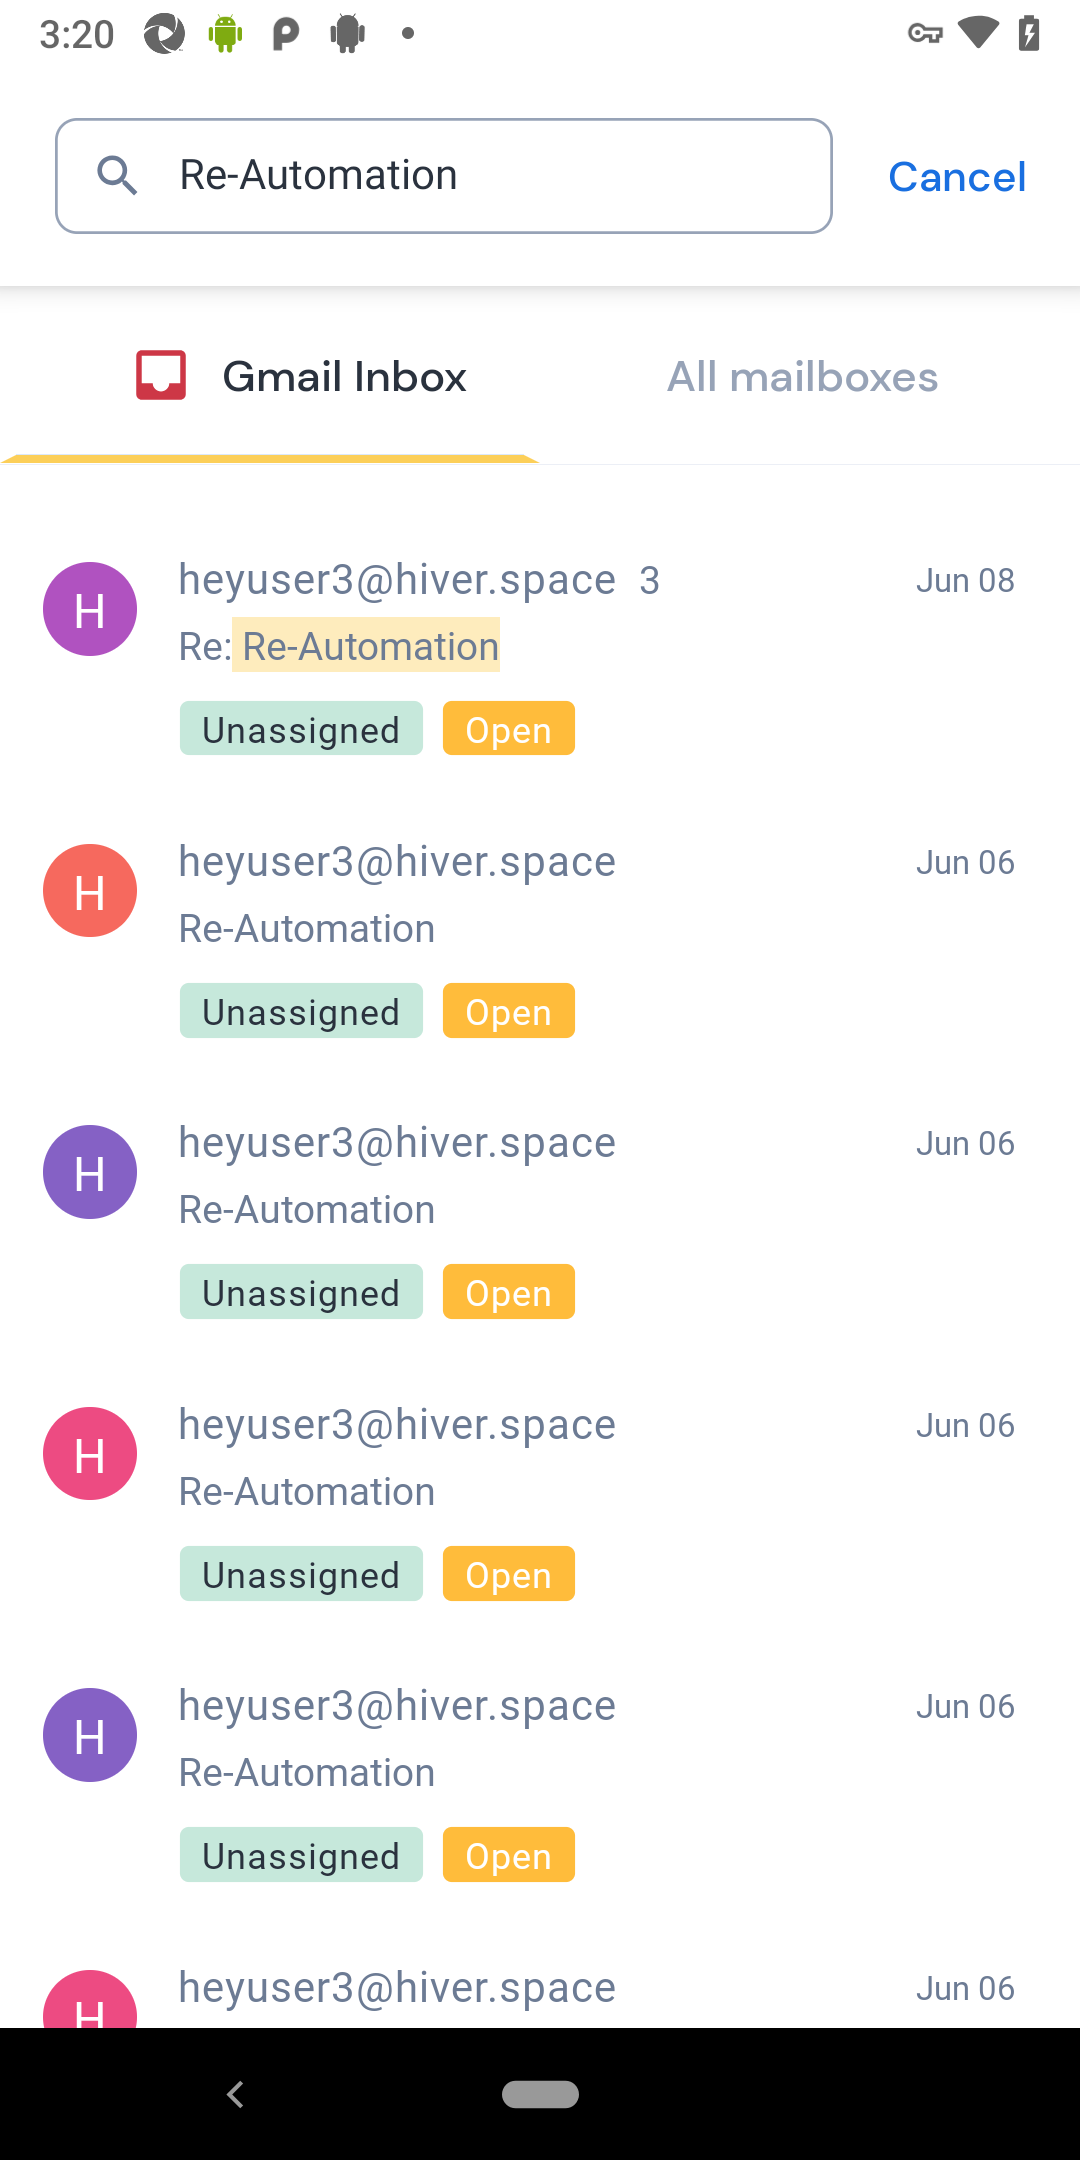 3:20
Re-Automation
Cancel
Gmail Inbox
All mailboxes
H
heyuser3@hiver.space 3
Jun 08
Re: Re-Automation
Unassigned
Open
H
heyuser3@hiver.space
Jun 06
Re-Automation
Unassigned
Open
H
heyuser3@hiver.space
Jun 06
Re-Automation
Unassigned
Open
H
heyuser3@hiver.space
Jun 06
Re-Automation
Unassigned
Open
H
heyuser3@hiver.space
Jun 06
Re-Automation
Unassigned
Open
H
heyuser3@hiver.space
Jun 06